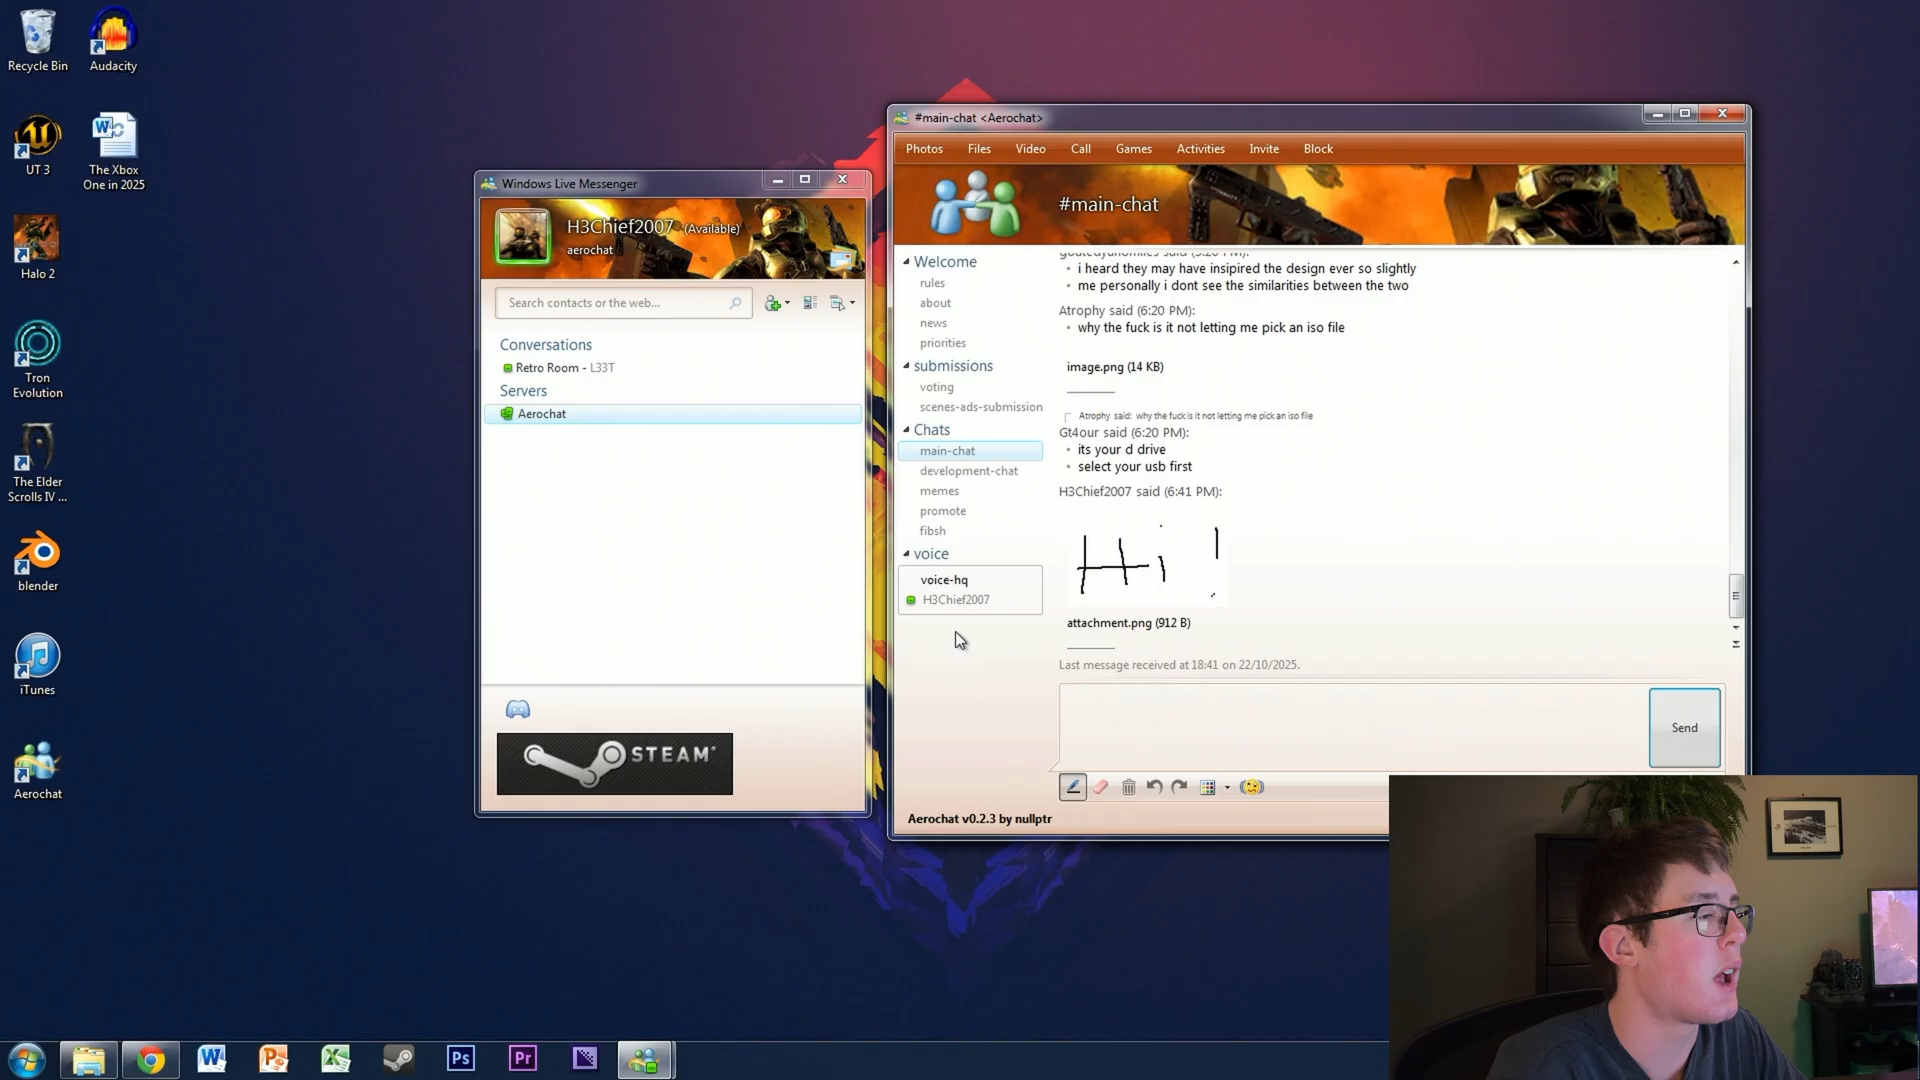 Recycle Bin
Audacity
UT 3
The Xbox
One in 2025
Halo 2
Tron
Evolution
The Elder
Scrolls IV ...
blender
iTunes
Aerochat
Windows Live Messenger
H3Chief2007 (Available)
aerochat
Search contacts or the web...
Conversations
Retro Room - L33T
Servers
Aerochat
STEAM
#main-chat <Aerochat>
Photos Files Video Call Games Activities Invite Block
#main-chat
Welcome
rules
about
news
priorities
submissions
voting
scenes-ads-submission
Chats
main-chat
development-chat
memes
promote
fibsh
voice
voice-hq
H3Chief2007
i heard they may have insipired the design ever so slightly
me personally i dont see the similarities between the two
Atrophy said (6:20 PM):
why the fuck is it not letting me pick an iso file
image.png (14 KB)
Atrophy said: why the fuck is it not letting me pick an iso file
Gt4our said (6:20 PM):
its your d drive
select your usb first
H3Chief2007 said (6:41 PM):
Hi!
attachment.png (912 B)
Last message received at 18:41 on 22/10/2025.
Send
Aerochat v0.2.3 by nullptr
Ps
Pr